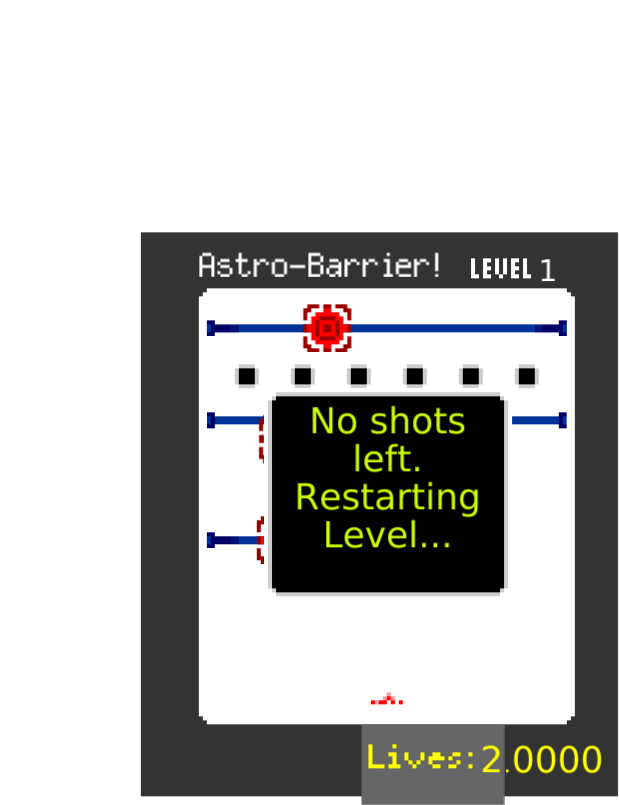 Astro-Barrier! LEVEL 1
No shots
left.
Restarting
Level...
Lives:2.0000